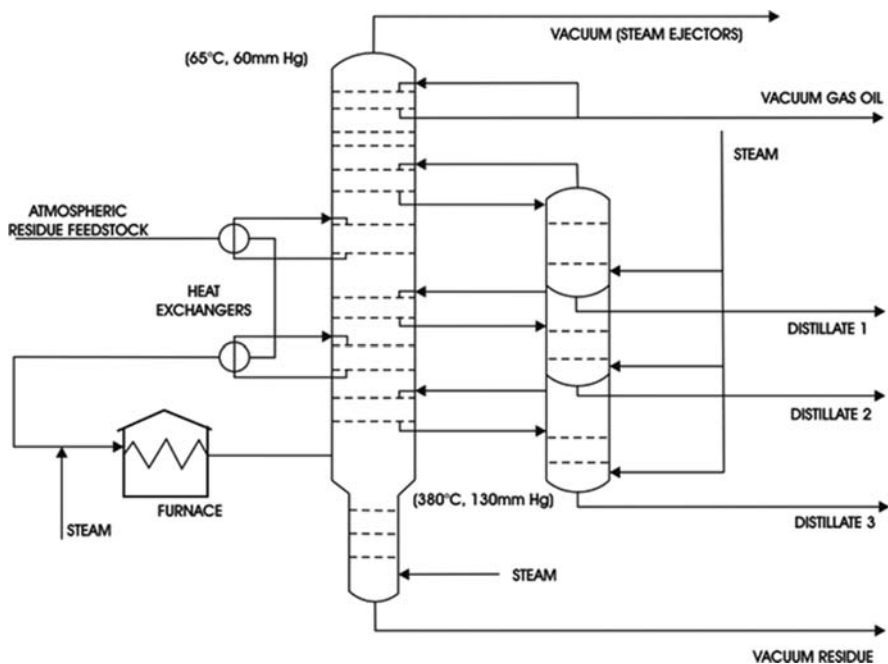 VACUUM (STEAM EJECTORS)
(65°C, 60mm Hg)
VACUUM GAS OIL
STEAM
ATMOSPHERIC
RESIDUE FEEDSTOCK
HEAT
EXCHANGERS
DISTILLATE 1
DISTILLATE 2
(380°C, 130mm Hg)
FURNACE
STEAM
DISTILLATE 3
STEAM
VACUUM RESIDUE